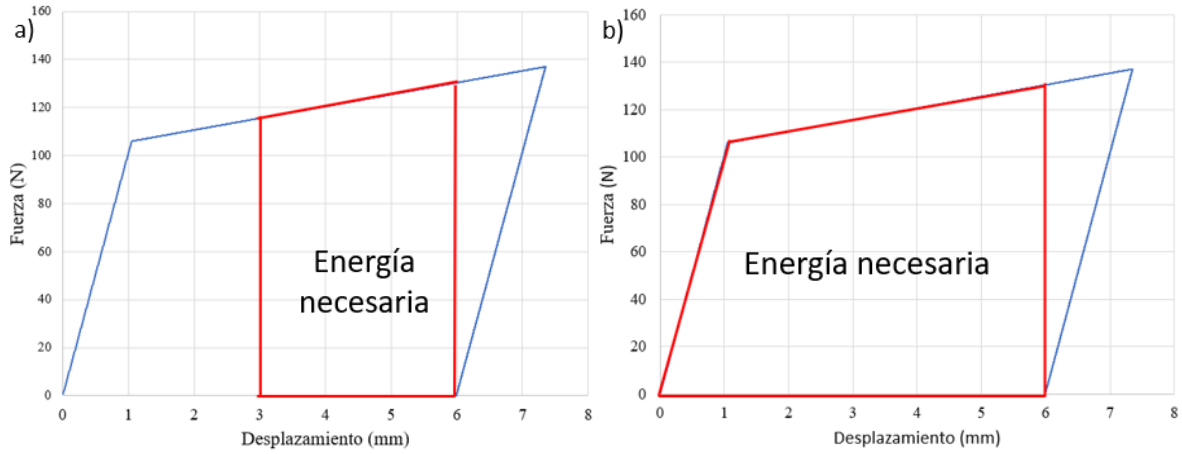 a)
Fuerza (N)
160
140
120
100
80
60
40
20
0
Energía
necesaria
0 1 2 3 4 5 6 7 8
Desplazamiento (mm)
b)
Fuerza (N)
160
140
120
100
80
60
40
20
0
Energía necesaria
0 1 2 3 4 5 6 7 8
Desplazamiento (mm)